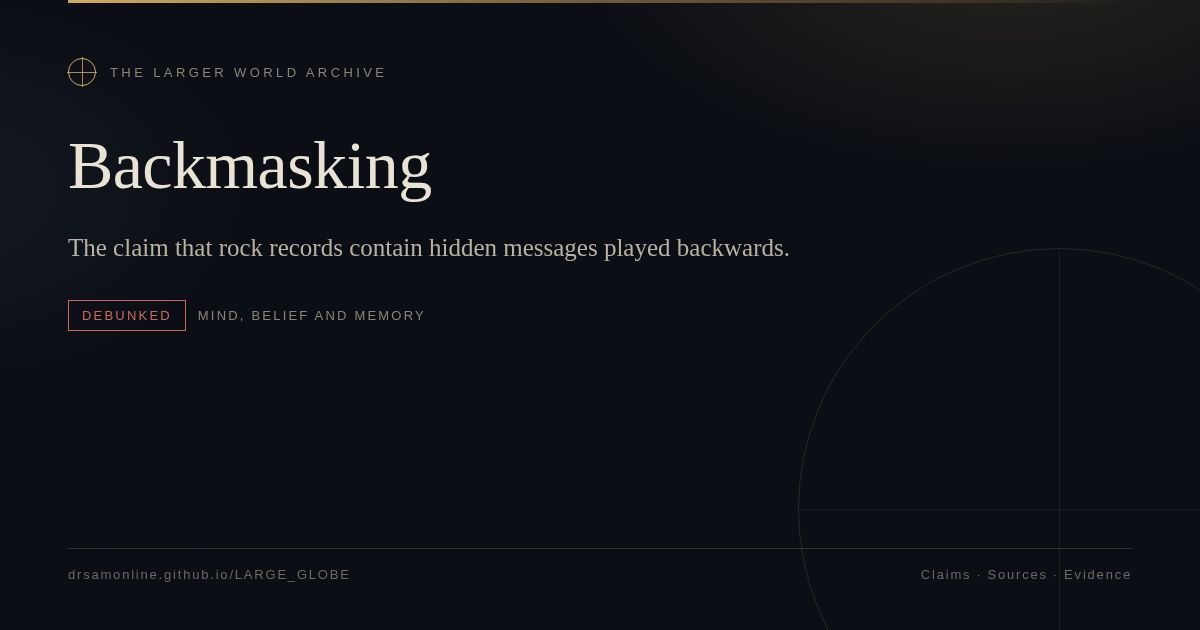 THE LARGER WORLD ARCHIVE
Backmasking
The claim that rock records contain hidden messages played backwards.
DEBUNKED MIND, BELIEF AND MEMORY
drsamonline.github.io/LARGE_GLOBE
Claims · Sources · Evidence